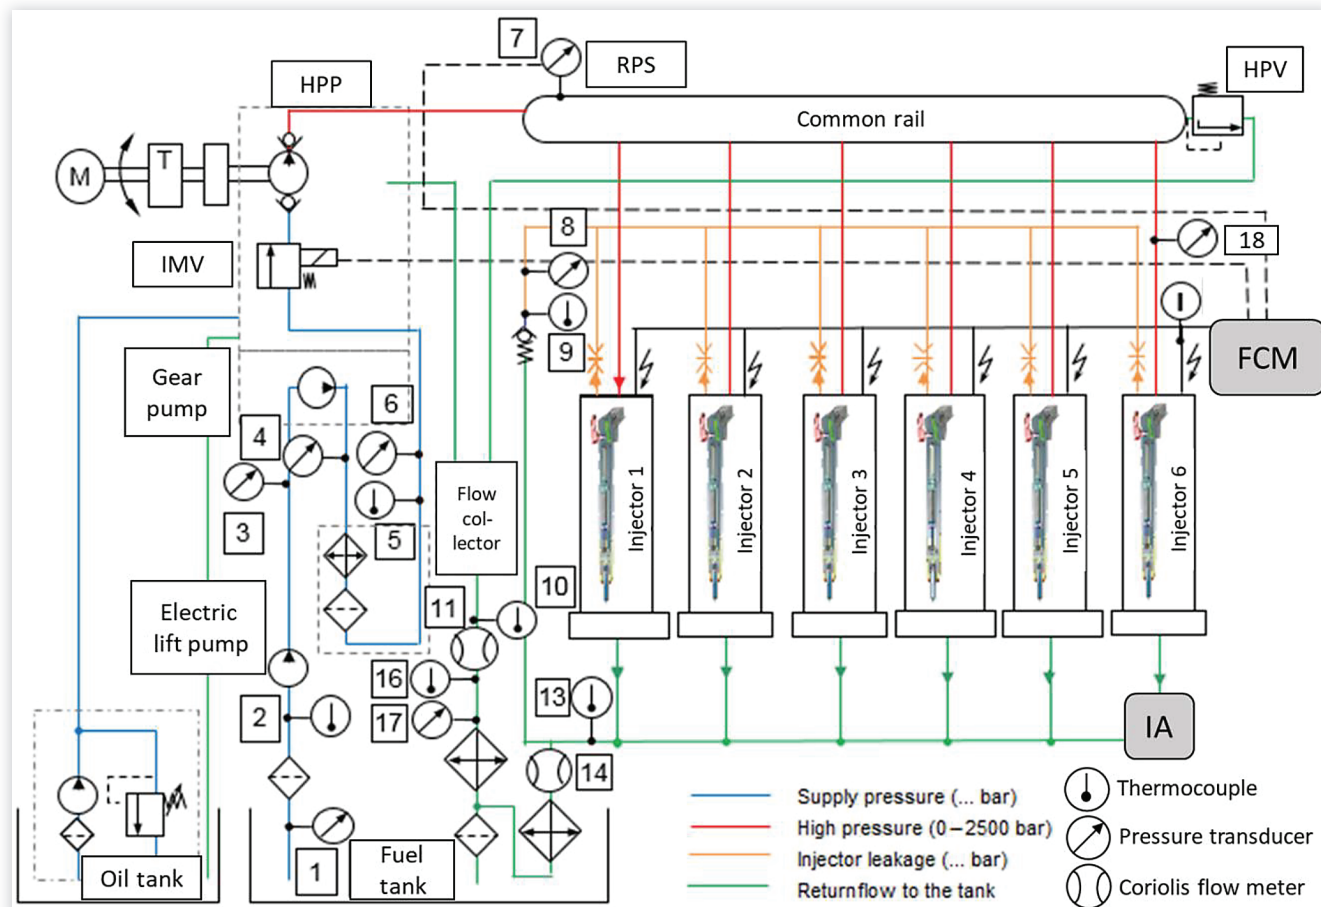 7
RPS
HPV
HPP
Common rail
M
T
8
18
IMV
9
FCM
Gear
pump
6
4
Injector 1
Injector 2
Injector 3
Injector 4
Injector 5
Injector 6
Flow
col-
lector
3
5
10
11
Electric
lift pump
16
13
2
17
IA
14
Thermocouple
Supply pressure (... bar)
High pressure (0–2500 bar)
Pressure transducer
Injector leakage (... bar)
Fuel
tank
1
Oil tank
Returnflow to the tank
Coriolis flow meter